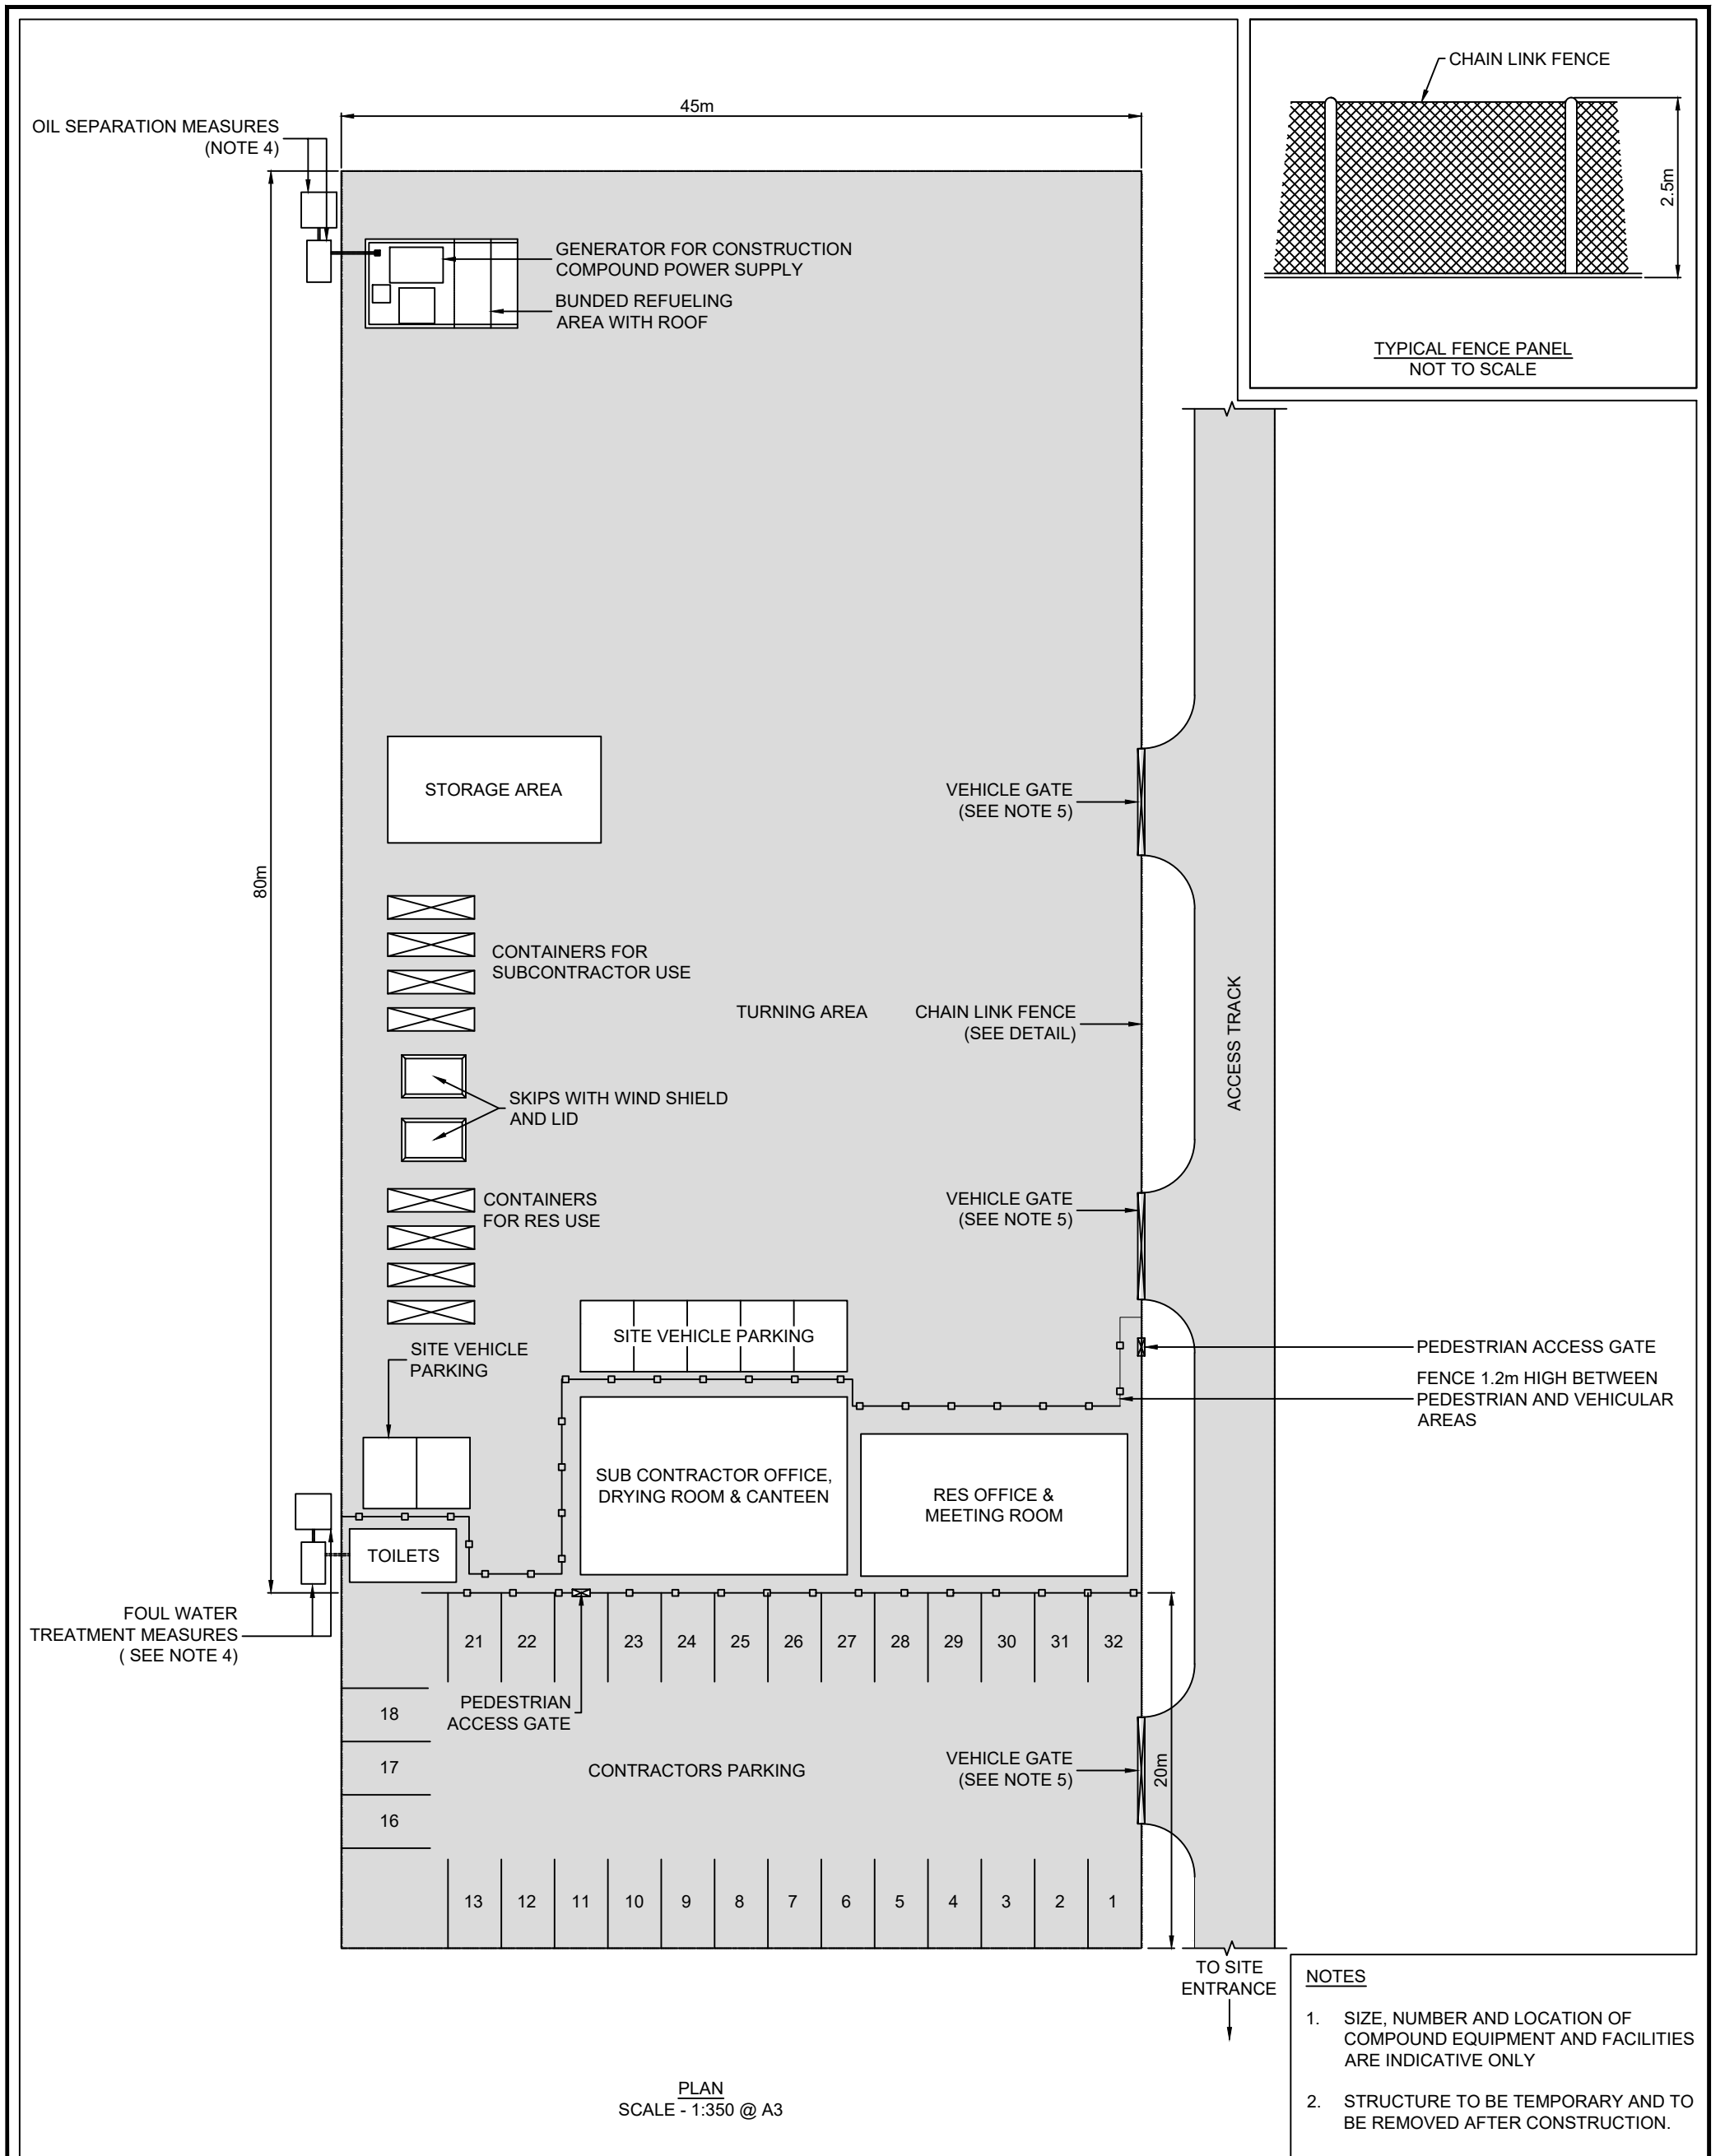 CHAIN LINK FENCE
2.5m
TYPICAL FENCE PANEL
NOT TO SCALE
45m
OIL SEPARATION MEASURES
(NOTE 4)
GENERATOR FOR CONSTRUCTION
COMPOUND POWER SUPPLY
BUNDED REFUELING
AREA WITH ROOF
STORAGE AREA
VEHICLE GATE
(SEE NOTE 5)
80m
CONTAINERS FOR
SUBCONTRACTOR USE
TURNING AREA
CHAIN LINK FENCE
(SEE DETAIL)
ACCESS TRACK
SKIPS WITH WIND SHIELD
AND LID
CONTAINERS
FOR RES USE
VEHICLE GATE
(SEE NOTE 5)
SITE VEHICLE PARKING
SITE VEHICLE
PARKING
PEDESTRIAN ACCESS GATE
FENCE 1.2m HIGH BETWEEN
PEDESTRIAN AND VEHICULAR
AREAS
SUB CONTRACTOR OFFICE,
DRYING ROOM & CANTEEN
RES OFFICE &
MEETING ROOM
TOILETS
FOUL WATER
TREATMENT MEASURES
( SEE NOTE 4)
21 22 23 24 25 26 27 28 29 30 31 32
PEDESTRIAN
ACCESS GATE
18
17
16
CONTRACTORS PARKING
VEHICLE GATE
(SEE NOTE 5)
20m
13 12 11 10 9 8 7 6 5 4 3 2 1
TO SITE
ENTRANCE
PLAN
SCALE - 1:350 @ A3
NOTES
1. SIZE, NUMBER AND LOCATION OF
COMPOUND EQUIPMENT AND FACILITIES
ARE INDICATIVE ONLY
2. STRUCTURE TO BE TEMPORARY AND TO
BE REMOVED AFTER CONSTRUCTION.